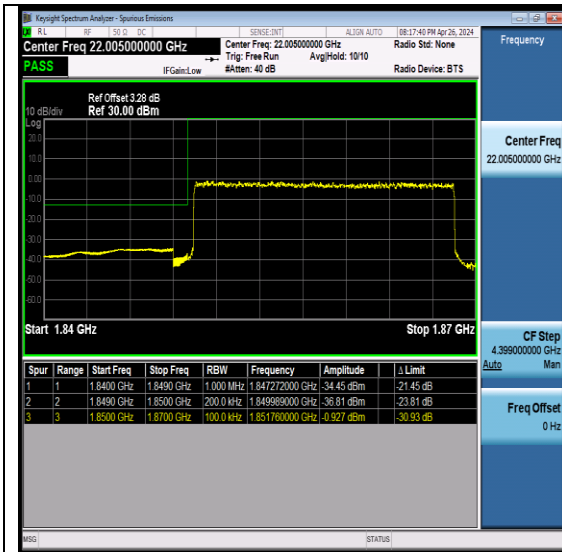 Keysight Spectrum Analyzer - Spurious Emissions
RL RF 50 Ω DC SENSE:INT ALIGN AUTO 08:17:40 PM Apr 26, 2024
Center Freq 22.005000000 GHz Center Freq: 22.005000000 GHz Radio Std: None
PASS Trig: Free Run Avg|Hold: 10/10
IFGain:Low #Atten: 40 dB Radio Device: BTS
Ref Offset 3.28 dB
10 dB/div Ref 30.00 dBm
Log
20.0
10.0
0.00
-10.0
-20.0
-30.0
-40.0
-50.0
-60.0
Start 1.84 GHz Stop 1.87 GHz
Spur Range Start Freq Stop Freq RBW Frequency Amplitude Δ Limit
1 1 1.8400 GHz 1.8490 GHz 1.000 MHz 1.847272000 GHz -34.45 dBm -21.45 dB
2 2 1.8490 GHz 1.8500 GHz 200.0 kHz 1.849989000 GHz -36.81 dBm -23.81 dB
3 3 1.8500 GHz 1.8700 GHz 100.0 kHz 1.851760000 GHz -0.927 dBm -30.93 dB
MSG STATUS
Frequency
Center Freq
22.005000000 GHz
CF Step
4.399000000 GHz
Auto Man
Freq Offset
0 Hz